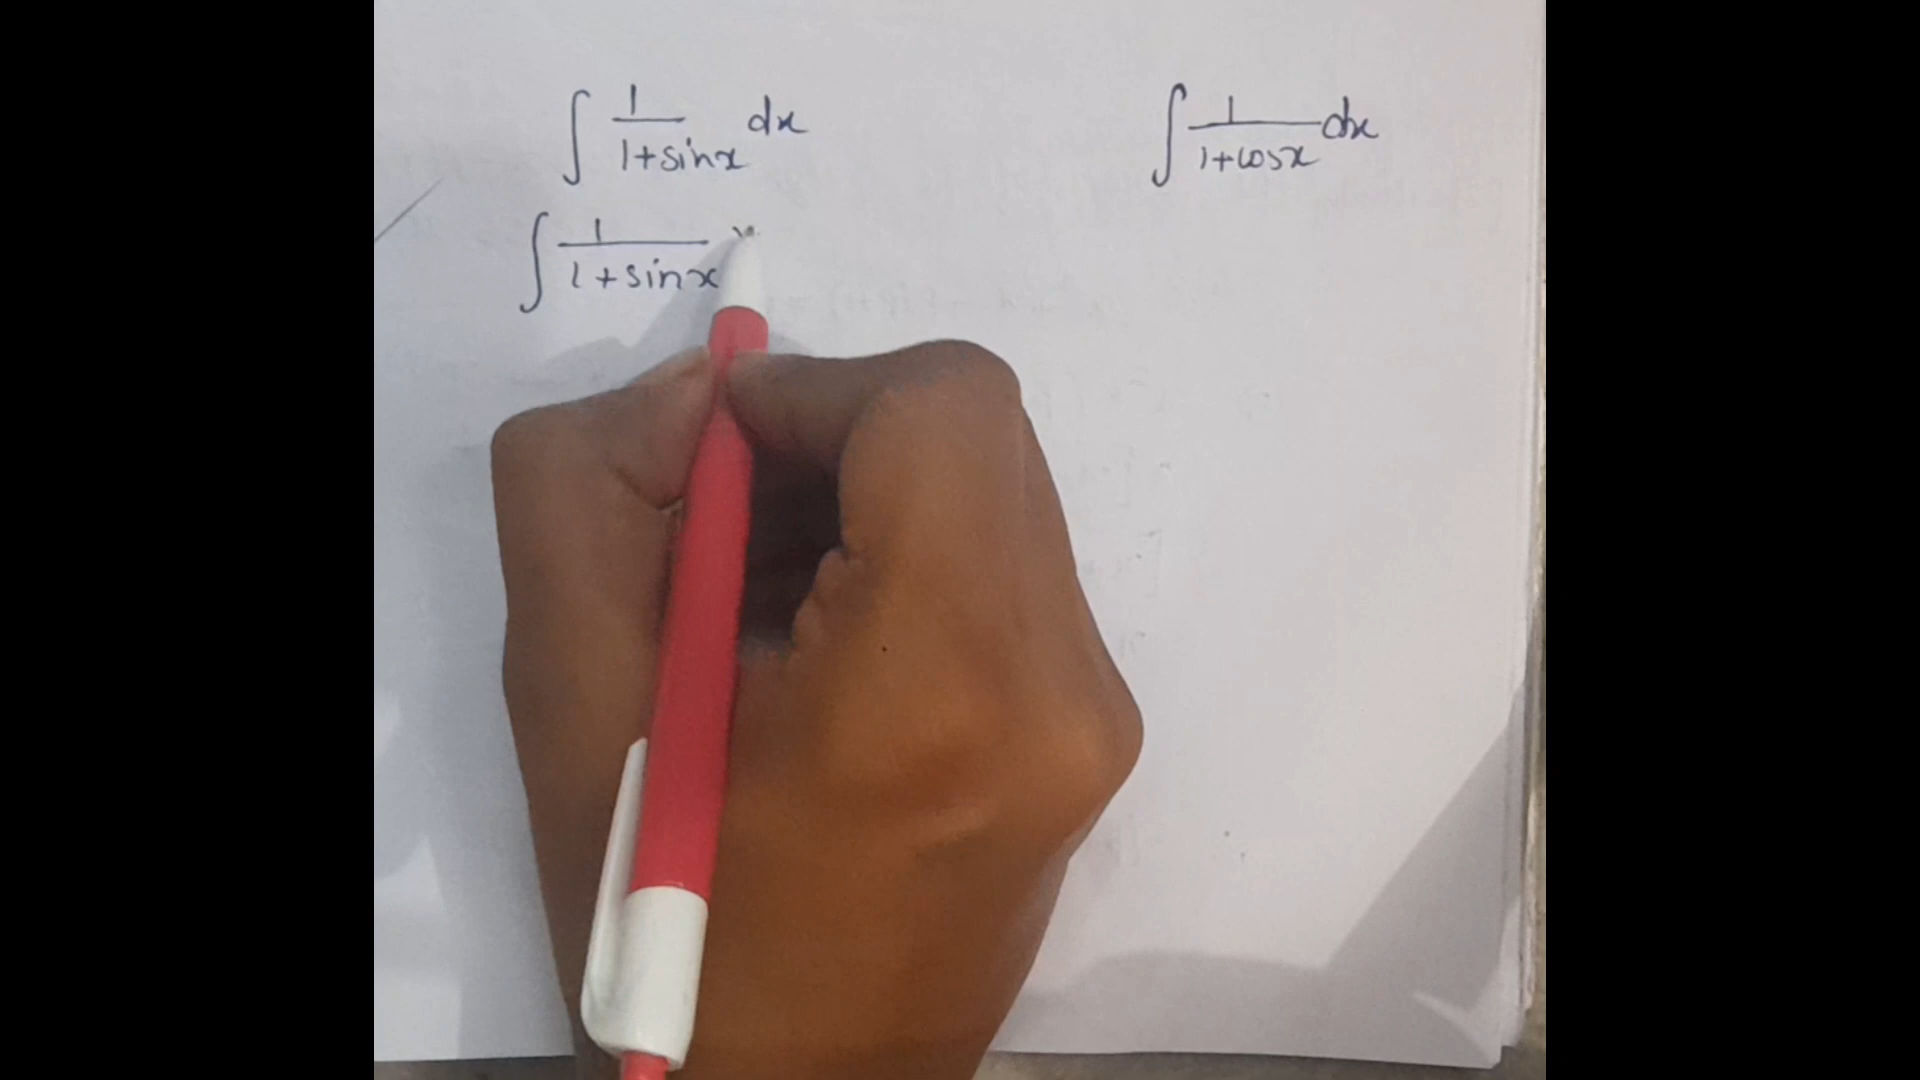 ∫ 1/(1+sinx) dx
∫ 1/(1+cosx) dx
∫ 1/(1+sinx) ×